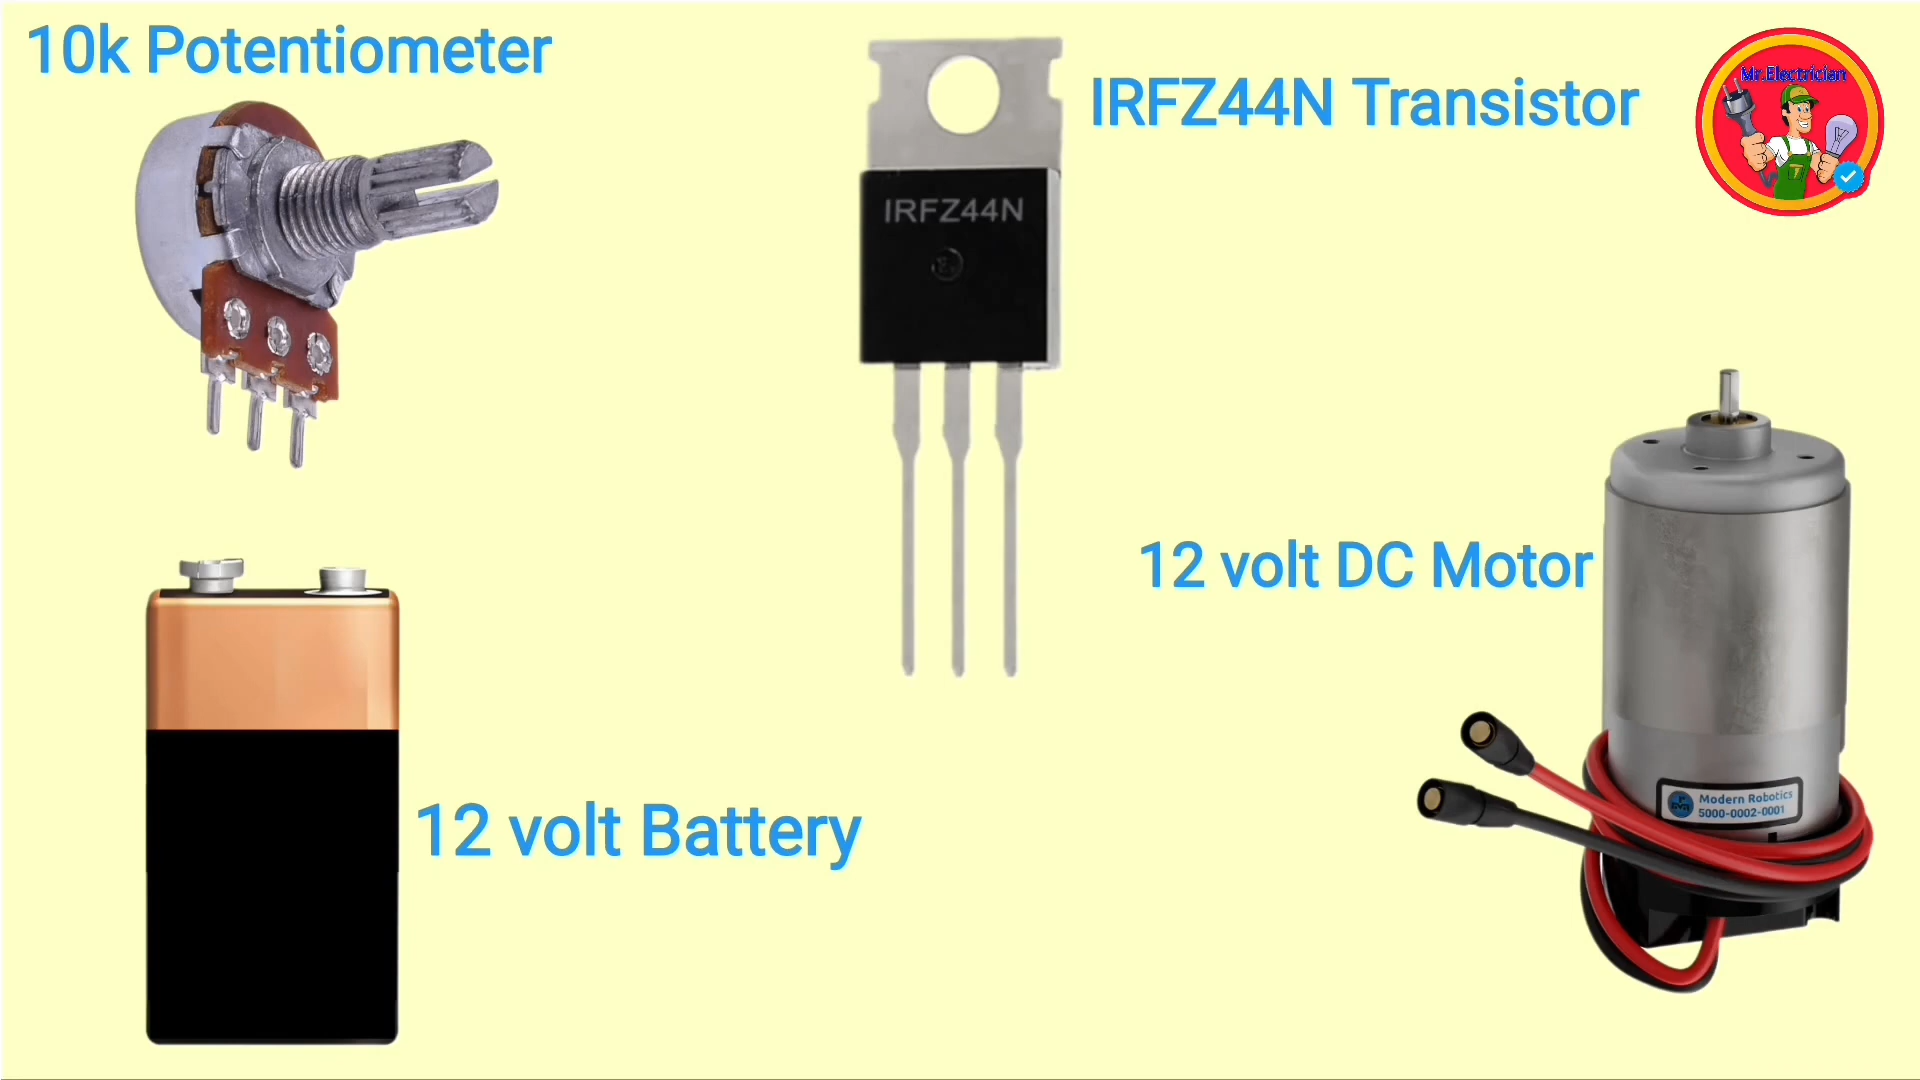 10k Potentiometer
IRFZ44N Transistor
Mr.Electrician
IRFZ44N
12 volt DC Motor
Modern Robotics
5000-0002-0001
12 volt Battery